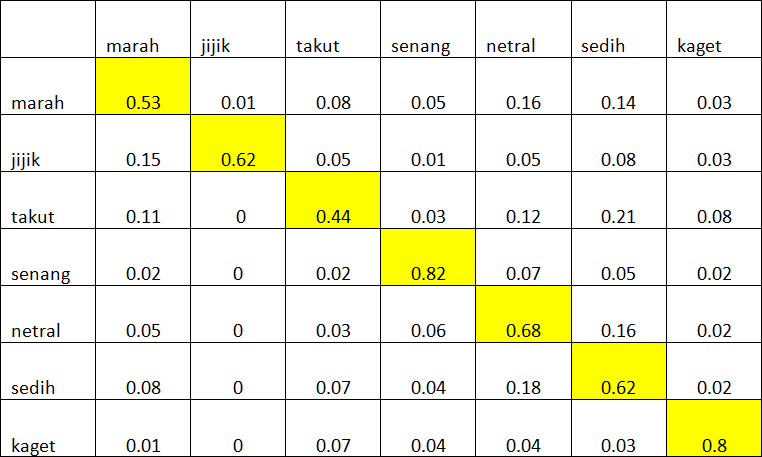 marah jijik takut senang netral sedih kaget
marah 0.53 0.01 0.08 0.05 0.16 0.14 0.03
jijik 0.15 0.62 0.05 0.01 0.05 0.08 0.03
takut 0.11 0 0.44 0.03 0.12 0.21 0.08
senang 0.02 0 0.02 0.82 0.07 0.05 0.02
netral 0.05 0 0.03 0.06 0.68 0.16 0.02
sedih 0.08 0 0.07 0.04 0.18 0.62 0.02
kaget 0.01 0 0.07 0.04 0.04 0.03 0.8